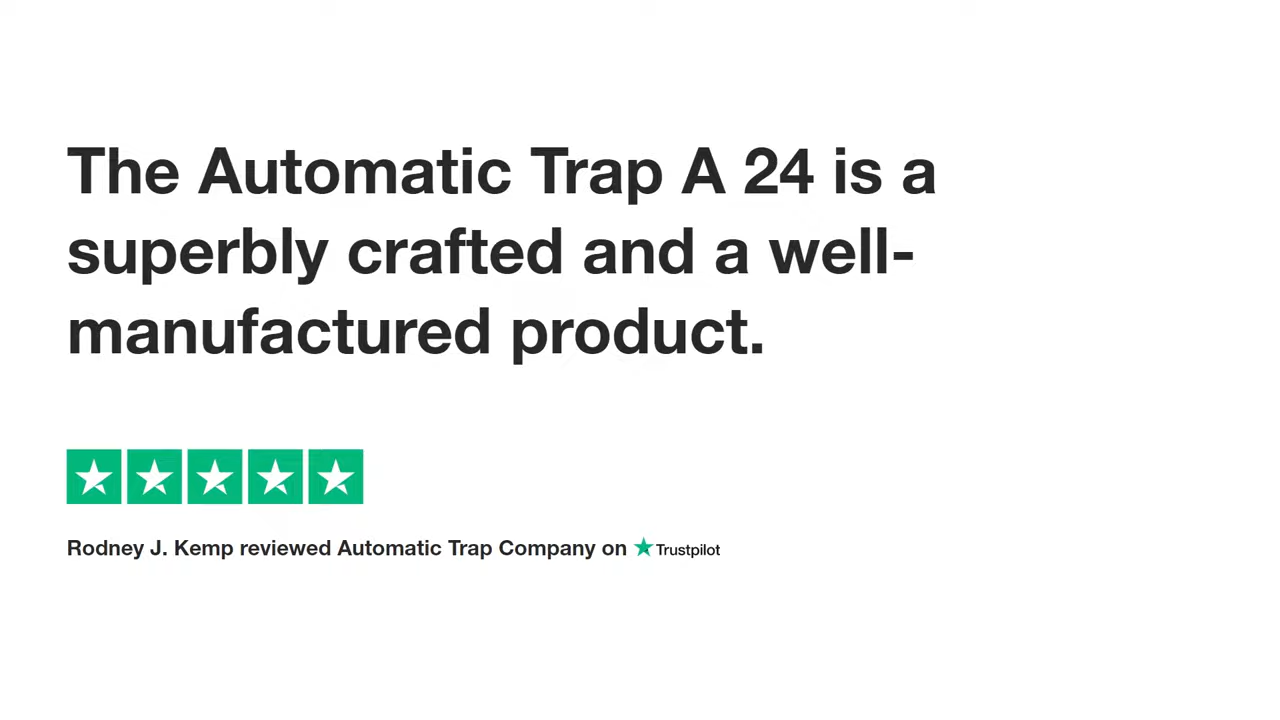 The Automatic Trap A 24 is a
superbly crafted and a well-
manufactured product.
Rodney J. Kemp reviewed Automatic Trap Company on Trustpilot